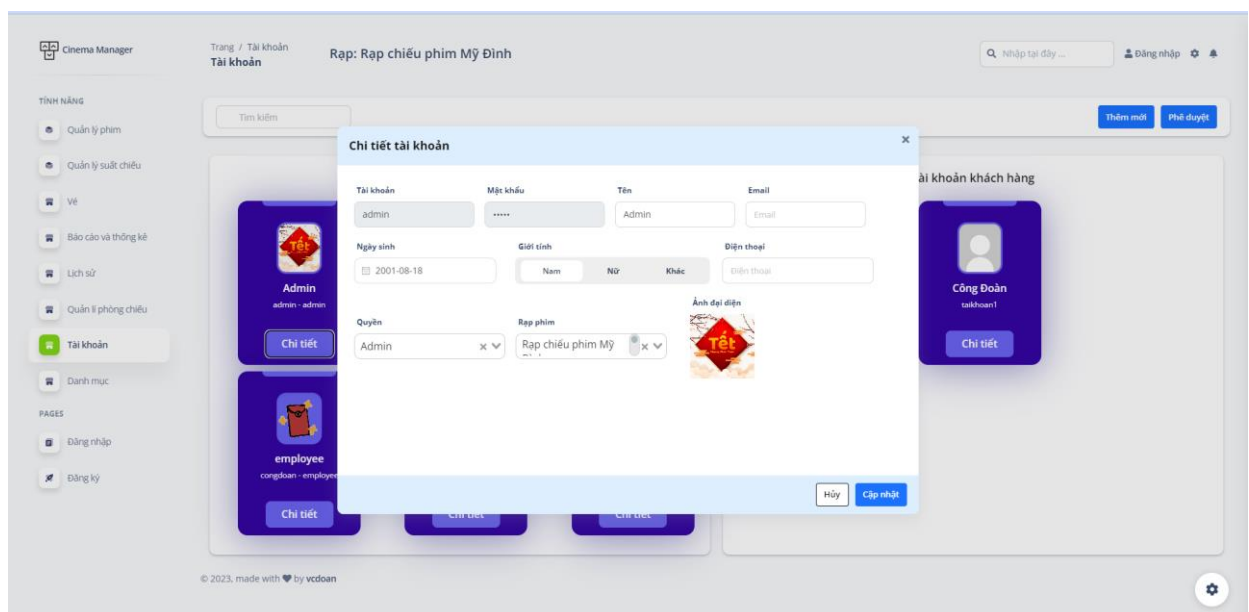 Cinema Manager
Trang / Tài khoản
Tài khoản
Rạp: Rạp chiếu phim Mỹ Đình
Nhập tại đây ...
Đăng nhập
TÍNH NĂNG
Quản lý phim
Quản lý suất chiếu
Vé
Báo cáo và thống kê
Lịch sử
Quản lí phòng chiếu
Tài khoản
Danh mục
PAGES
Đăng nhập
Đăng ký
Tìm kiếm
Thêm mới
Phê duyệt
Admin
admin - admin
Chi tiết
employee
congdoan - employee
Chi tiết
Chi tiết
Chi tiết
Chi tiết tài khoản
×
Tài khoản
Mật khẩu
Tên
Email
admin
•••••
Admin
Email
Ngày sinh
Giới tính
Điện thoại
2001-08-18
Nam
Nữ
Khác
Điện thoại
Quyền
Rạp phim
Ảnh đại diện
Admin
Rạp chiếu phim Mỹ
Tết
Hủy
Cập nhật
ài khoản khách hàng
Công Đoàn
taikhoan1
Chi tiết
© 2023, made with ♥ by vcdoan